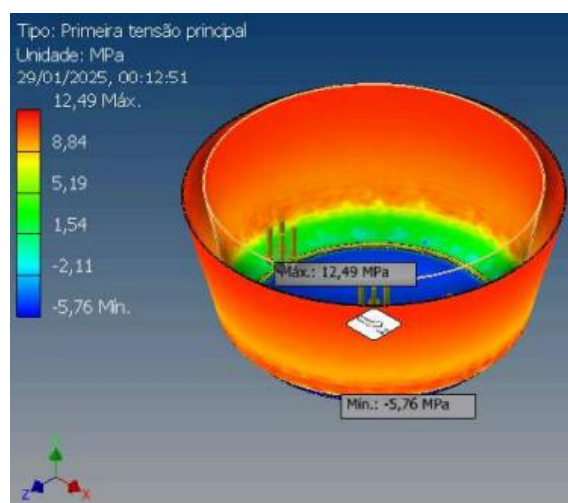 Tipo: Primeira tensão principal
Unidade: MPa
29/01/2025, 00:12:51
12,49 Máx.
8,84
5,19
1,54
-2,11
-5,76 Mín.
Máx.: 12,49 MPa
Mín.: -5,76 MPa
Z
X